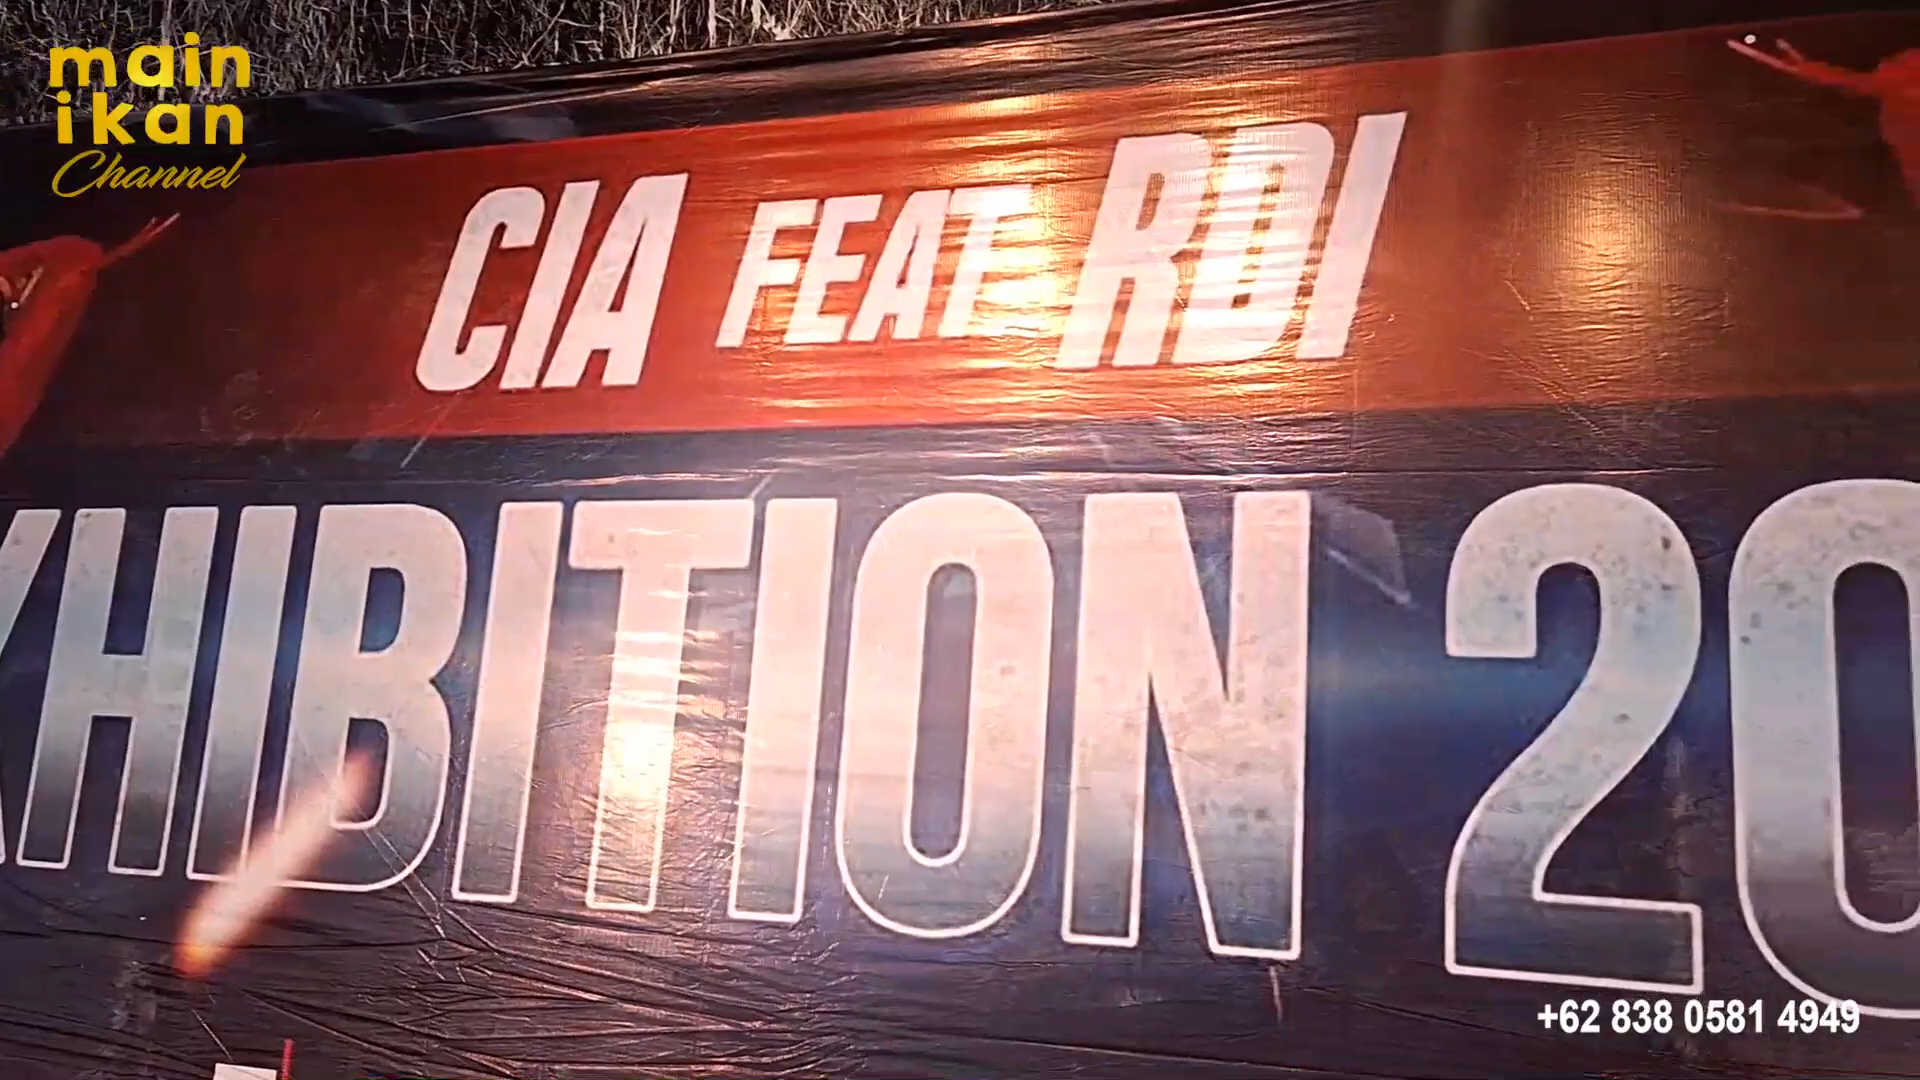 main
ikan
Channel
CIA FEAT RDI
XHIBITION 20
+62 838 0581 4949